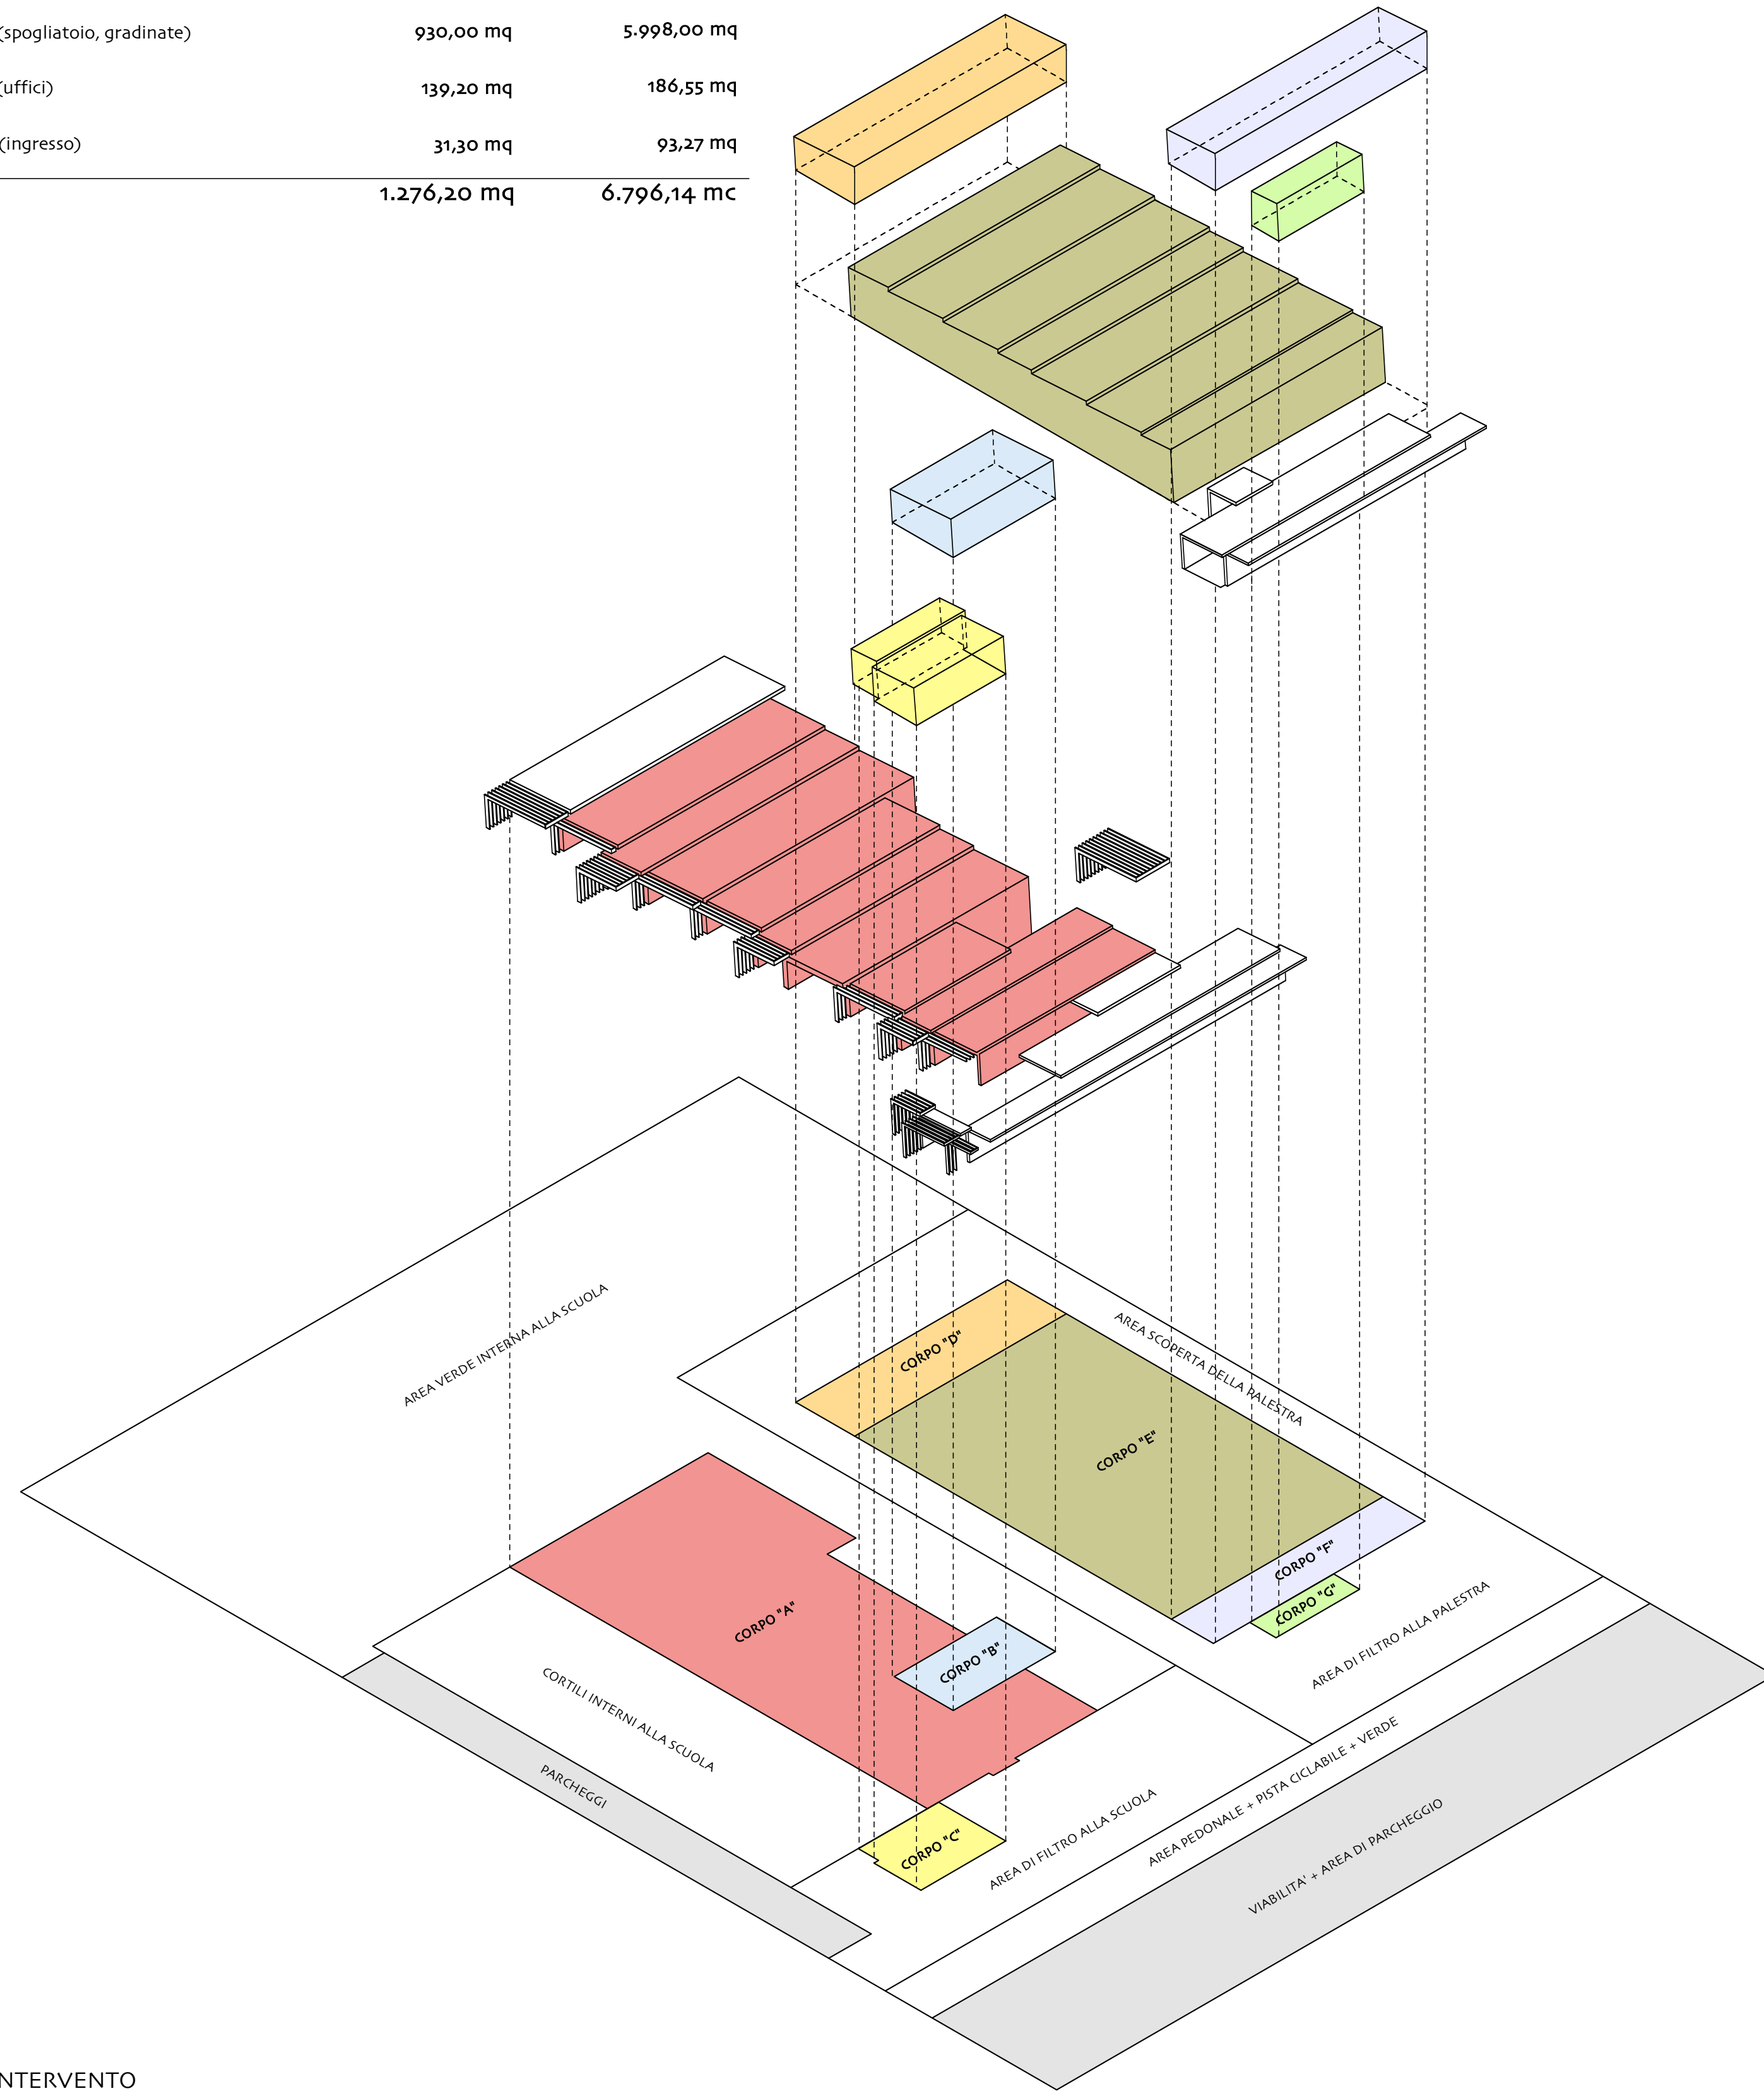 (spogliatoio, gradinate) 930,00 mq 5.998,00 mq
(uffici) 139,20 mq 186,55 mq
(ingresso) 31,30 mq 93,27 mq
1.276,20 mq 6.796,14 mc
AREA VERDE INTERNA ALLA SCUOLA
CORPO "D"
AREA SCOPERTA DELLA PALESTRA
CORPO "E"
CORPO "F"
CORPO "G"
CORPO "A"
AREA DI FILTRO ALLA PALESTRA
CORPO "B"
CORTILI INTERNI ALLA SCUOLA
PARCHEGGI
AREA PEDONALE + PISTA CICLABILE + VERDE
CORPO "C"
AREA DI FILTRO ALLA SCUOLA
VIABILITA' + AREA DI PARCHEGGIO
NTERVENTO